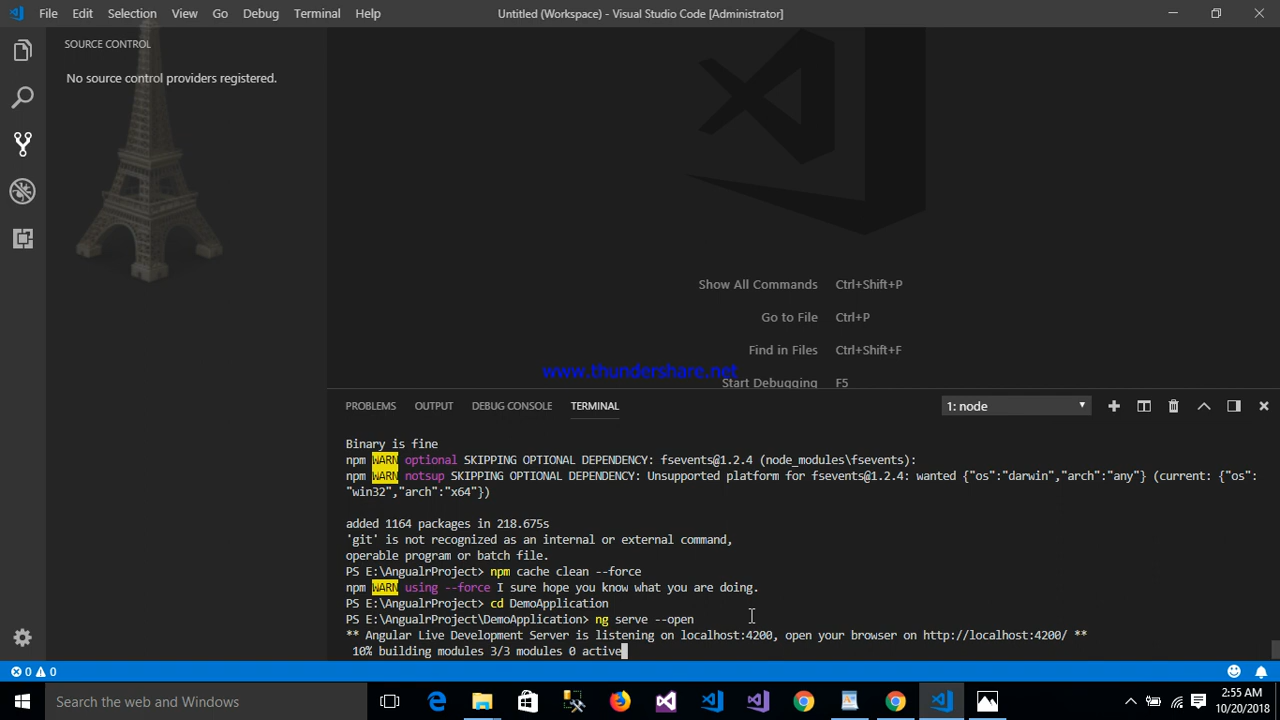 File Edit Selection View Go Debug Terminal Help
Untitled (Workspace) - Visual Studio Code [Administrator]
SOURCE CONTROL
No source control providers registered.
Show All Commands Ctrl+Shift+P
Go to File Ctrl+P
Find in Files Ctrl+Shift+F
Start Debugging F5
www.thundershare.net
PROBLEMS OUTPUT DEBUG CONSOLE TERMINAL 1: node
Binary is fine
npm WARN optional SKIPPING OPTIONAL DEPENDENCY: fsevents@1.2.4 (node_modules\fsevents):
npm WARN notsup SKIPPING OPTIONAL DEPENDENCY: Unsupported platform for fsevents@1.2.4: wanted {"os":"darwin","arch":"any"} (current: {"os":
"win32","arch":"x64"})
added 1164 packages in 218.675s
'git' is not recognized as an internal or external command,
operable program or batch file.
PS E:\AngualrProject> npm cache clean --force
npm WARN using --force I sure hope you know what you are doing.
PS E:\AngualrProject> cd DemoApplication
PS E:\AngualrProject\DemoApplication> ng serve --open
** Angular Live Development Server is listening on localhost:4200, open your browser on http://localhost:4200/ **
10% building modules 3/3 modules 0 active
0 0
Search the web and Windows
2:55 AM
10/20/2018